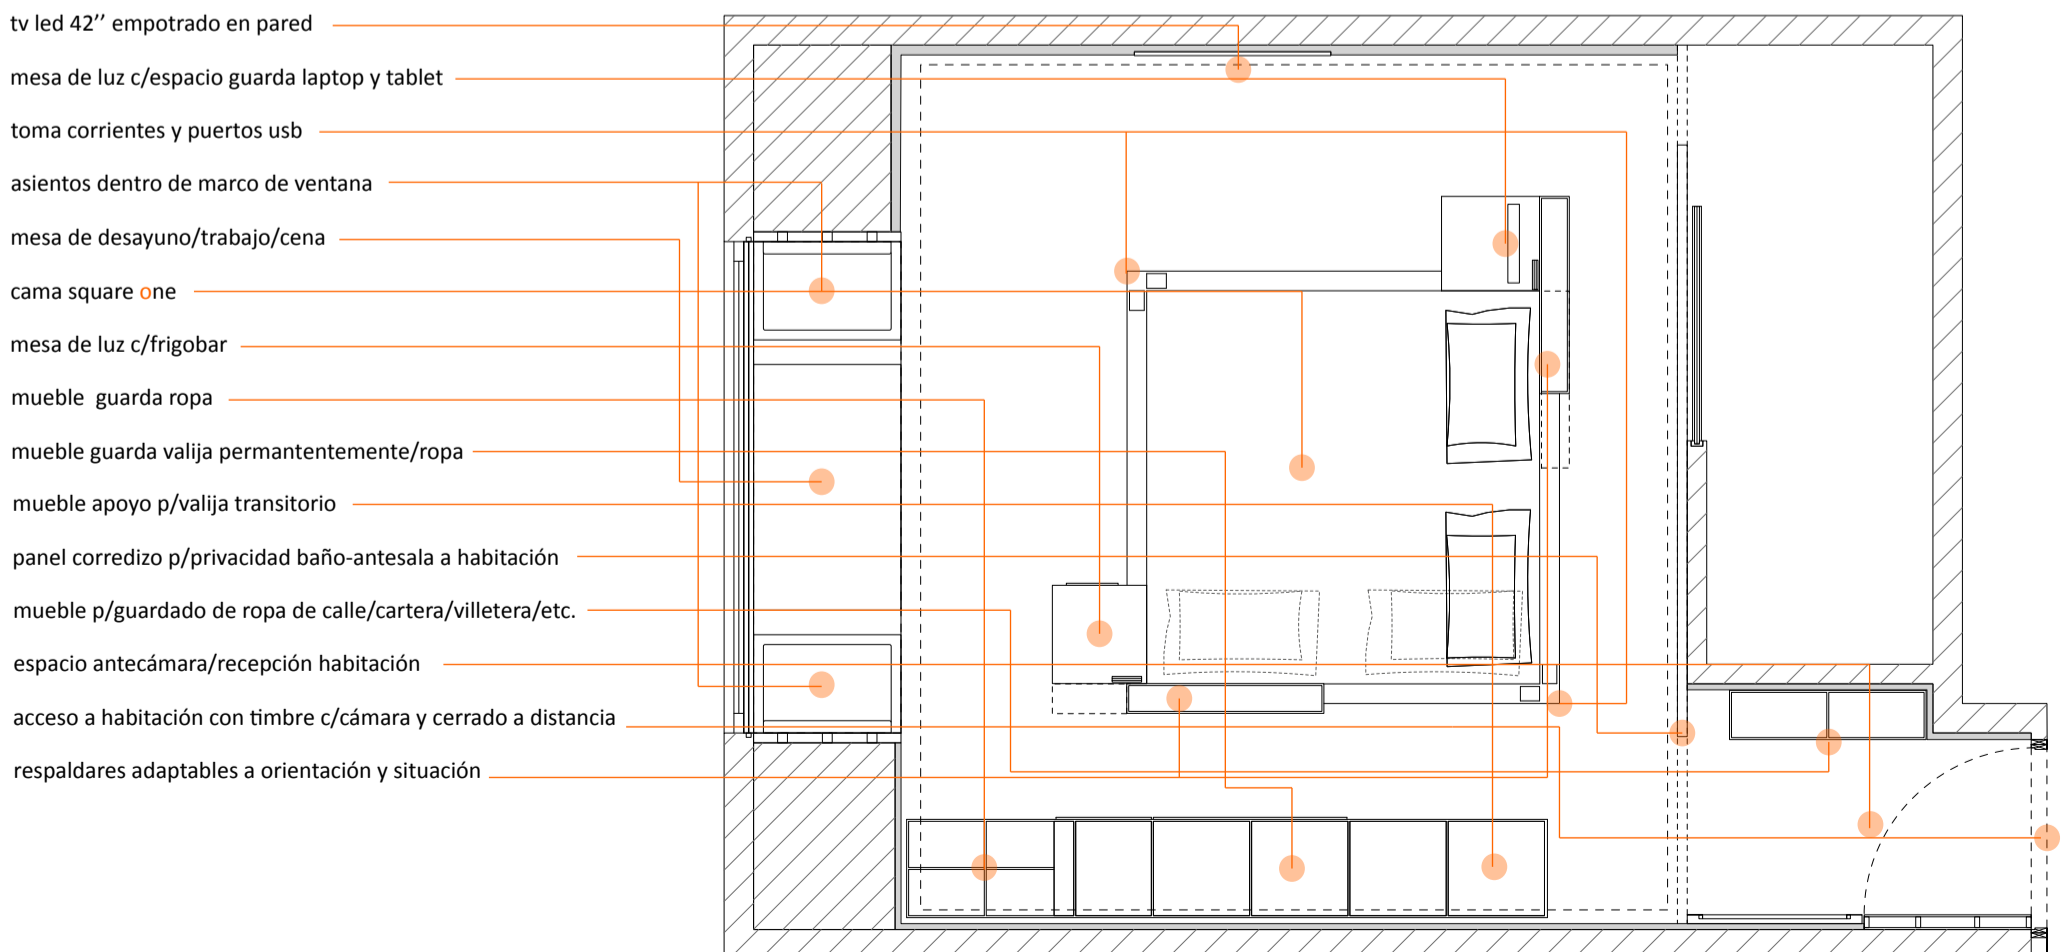 tv led 42’’ empotrado en pared
mesa de luz c/espacio guarda laptop y tablet
toma corrientes y puertos usb
asientos dentro de marco de ventana
mesa de desayuno/trabajo/cena
cama square one
mesa de luz c/frigobar
mueble guarda ropa
mueble guarda valija permantentemente/ropa
mueble apoyo p/valija transitorio
panel corredizo p/privacidad baño-antesala a habitación
mueble p/guardado de ropa de calle/cartera/villetera/etc.
espacio antecámara/recepción habitación
acceso a habitación con timbre c/cámara y cerrado a distancia
respaldares adaptables a orientación y situación